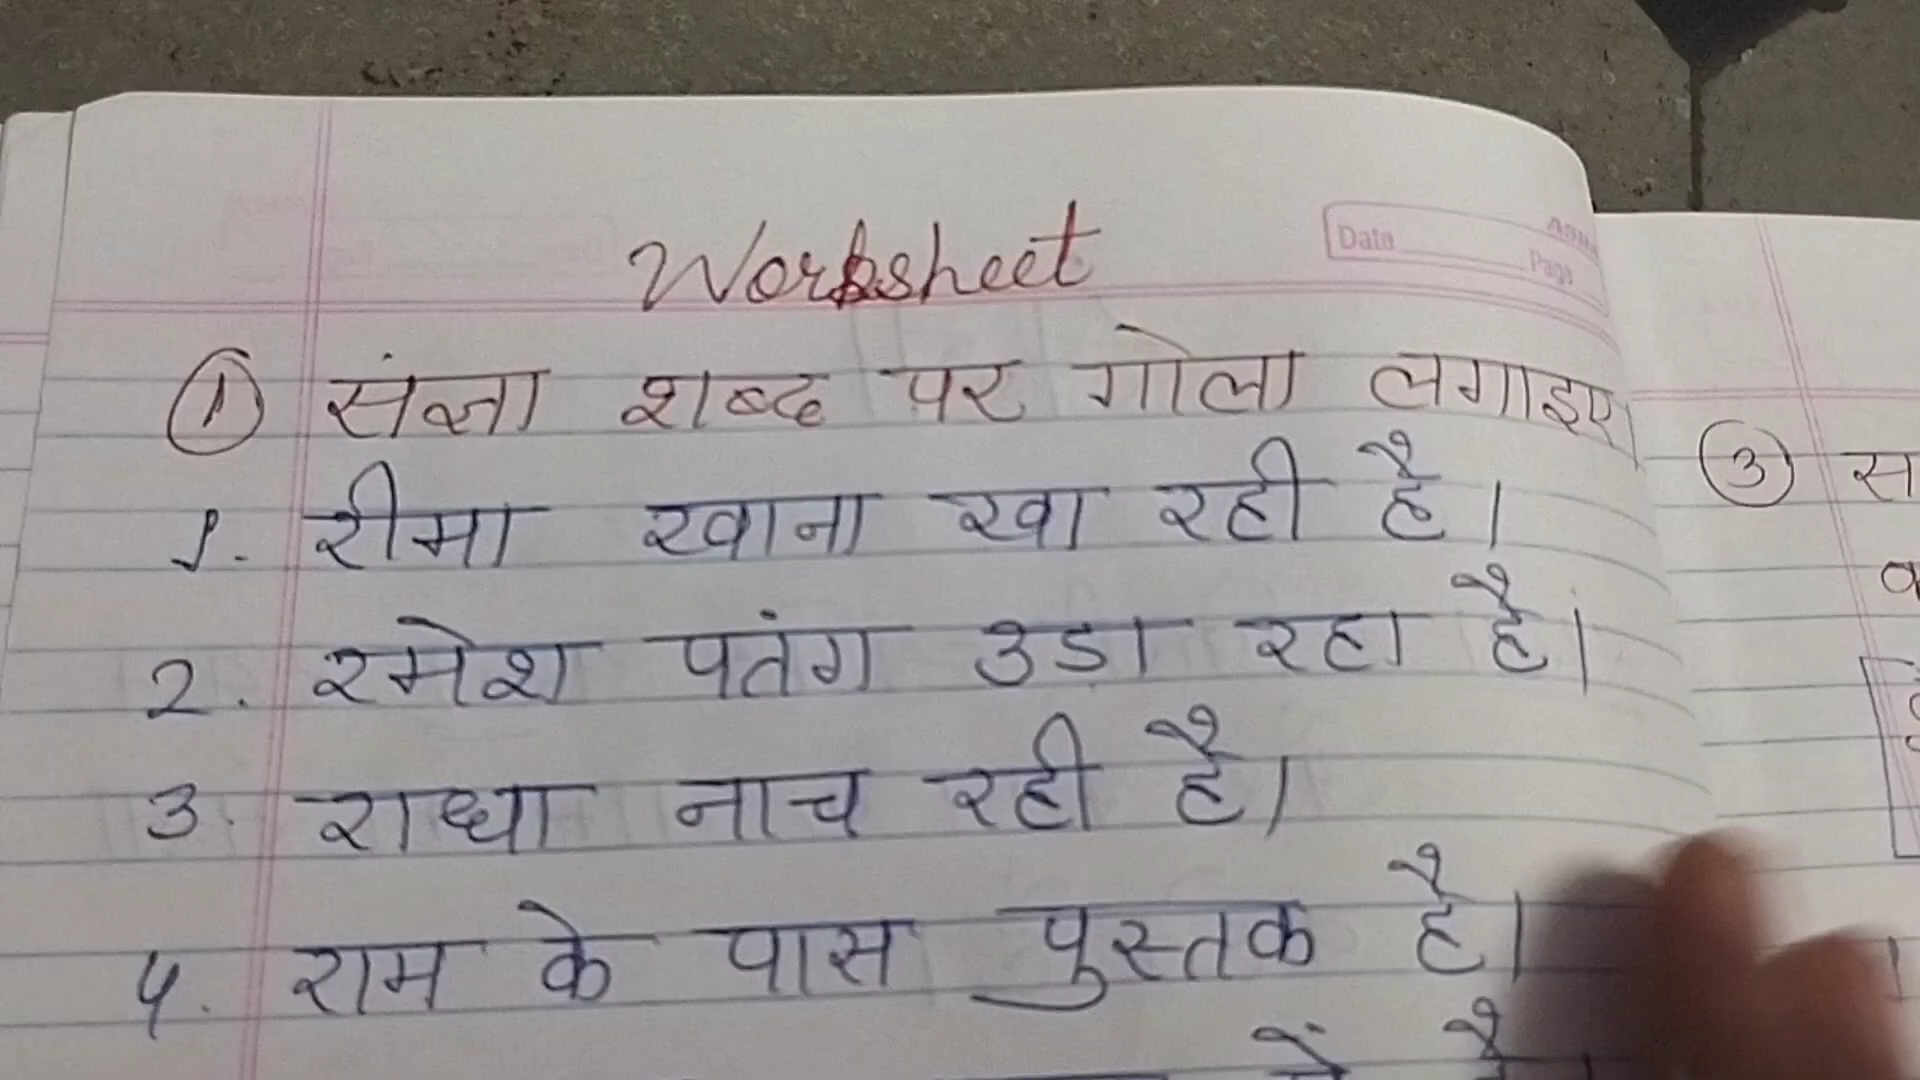 Worksheet
Date
Page
① संज्ञा शब्द पर गोला लगाइए।
1. रीमा खाना खा रही है।
2. रमेश पतंग उड़ा रहा है।
3. राधा नाच रही है।
4. राम के पास पुस्तक है।
③ स